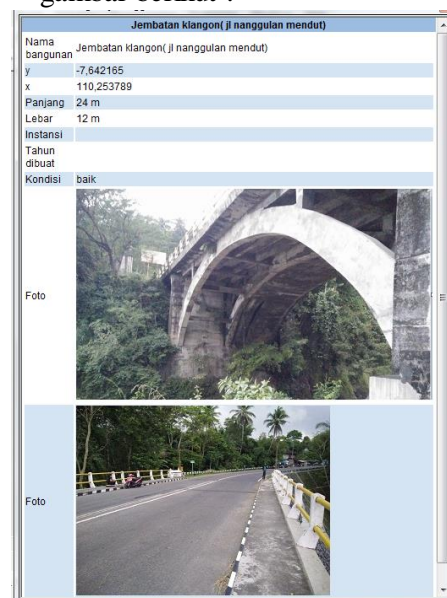 gambar berikut :
Jembatan klangon( jl nanggulan mendut)
Nama
bangunan Jembatan klangon( jl nanggulan mendut)
y -7,642165
x 110,253789
Panjang 24 m
Lebar 12 m
Instansi
Tahun
dibuat
Kondisi baik
Foto
Foto